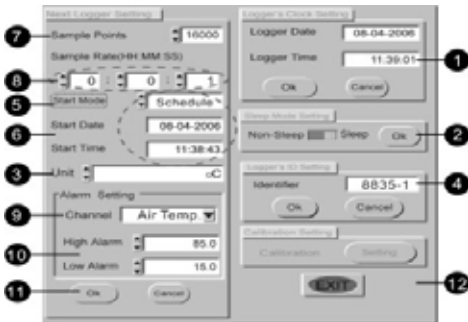 Next Logger Setting
7 Sample Points 16000
Sample Rate(HH:MM:SS)
8 0 : 0 : 1
5 Start Mode Schedule
6 Start Date 08-04-2006
Start Time 11:38:43
3 Unit oC
Alarm Setting
9 Channel Air Temp.
10 High Alarm 85.0
Low Alarm 15.0
11 Ok Cancel
Logger's Clock Setting
Logger Date 08-04-2006
Logger Time 11:39:01 1
Ok Cancel
Sleep Mode Setting
Non-Sleep Sleep Ok 2
Logger's ID Setting
Identifier 8835-1 4
Ok Cancel
Calibration Setting
Calibration Setting
EXIT 12